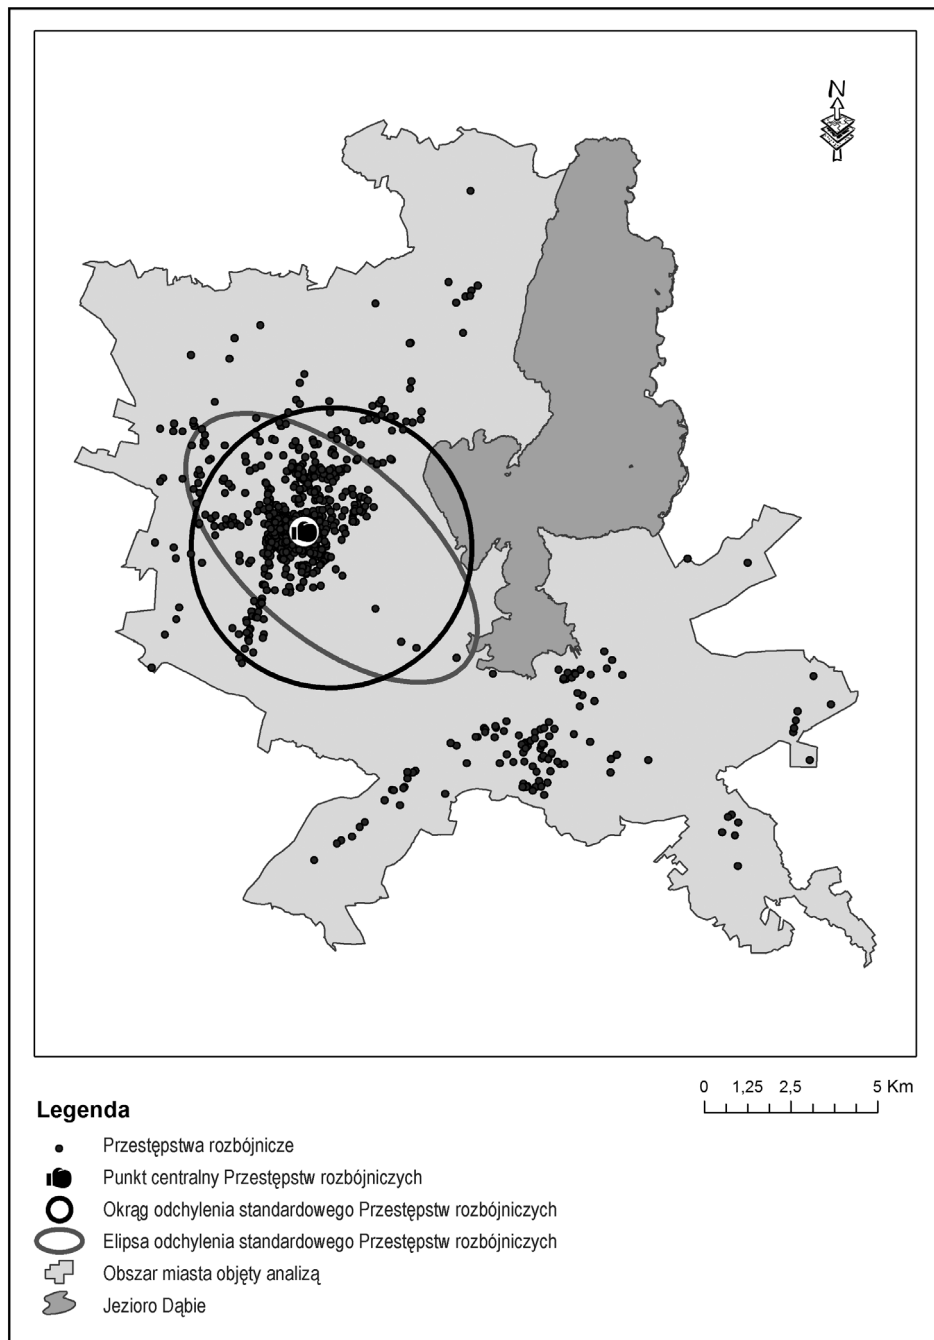 N
0 1,25 2,5 5 Km
Legenda
Przestępstwa rozbójnicze
Punkt centralny Przestępstw rozbójniczych
Okrąg odchylenia standardowego Przestępstw rozbójniczych
Elipsa odchylenia standardowego Przestępstw rozbójniczych
Obszar miasta objęty analizą
Jezioro Dąbie